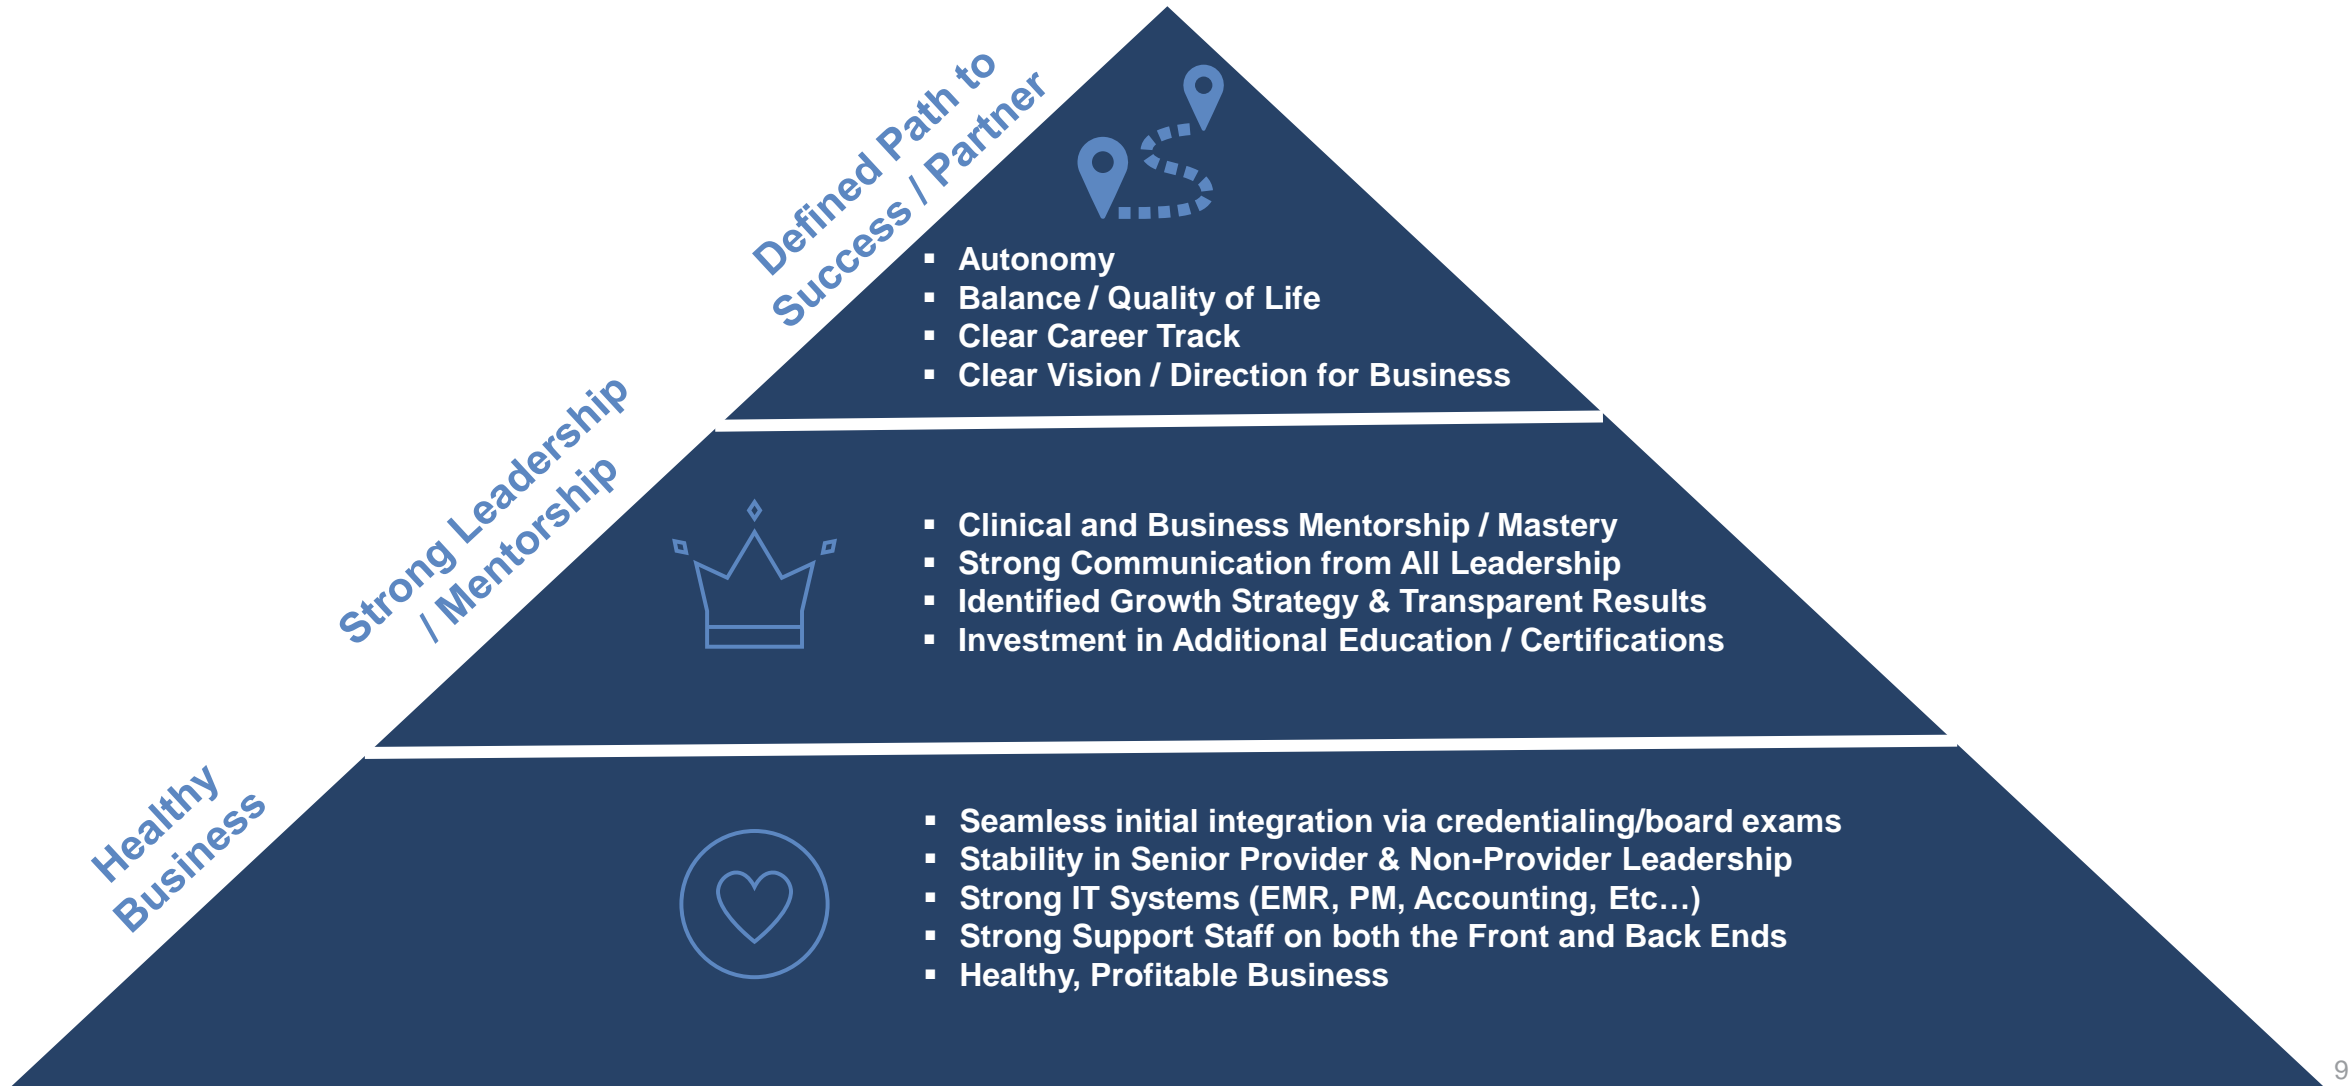 Defined Path to
Success / Partner
▪ Autonomy
▪ Balance / Quality of Life
▪ Clear Career Track
▪ Clear Vision / Direction for Business
Strong Leadership
/ Mentorship
▪ Clinical and Business Mentorship / Mastery
▪ Strong Communication from All Leadership
▪ Identified Growth Strategy & Transparent Results
▪ Investment in Additional Education / Certifications
Healthy
Business
▪ Seamless initial integration via credentialing/board exams
▪ Stability in Senior Provider & Non-Provider Leadership
▪ Strong IT Systems (EMR, PM, Accounting, Etc…)
▪ Strong Support Staff on both the Front and Back Ends
▪ Healthy, Profitable Business
9